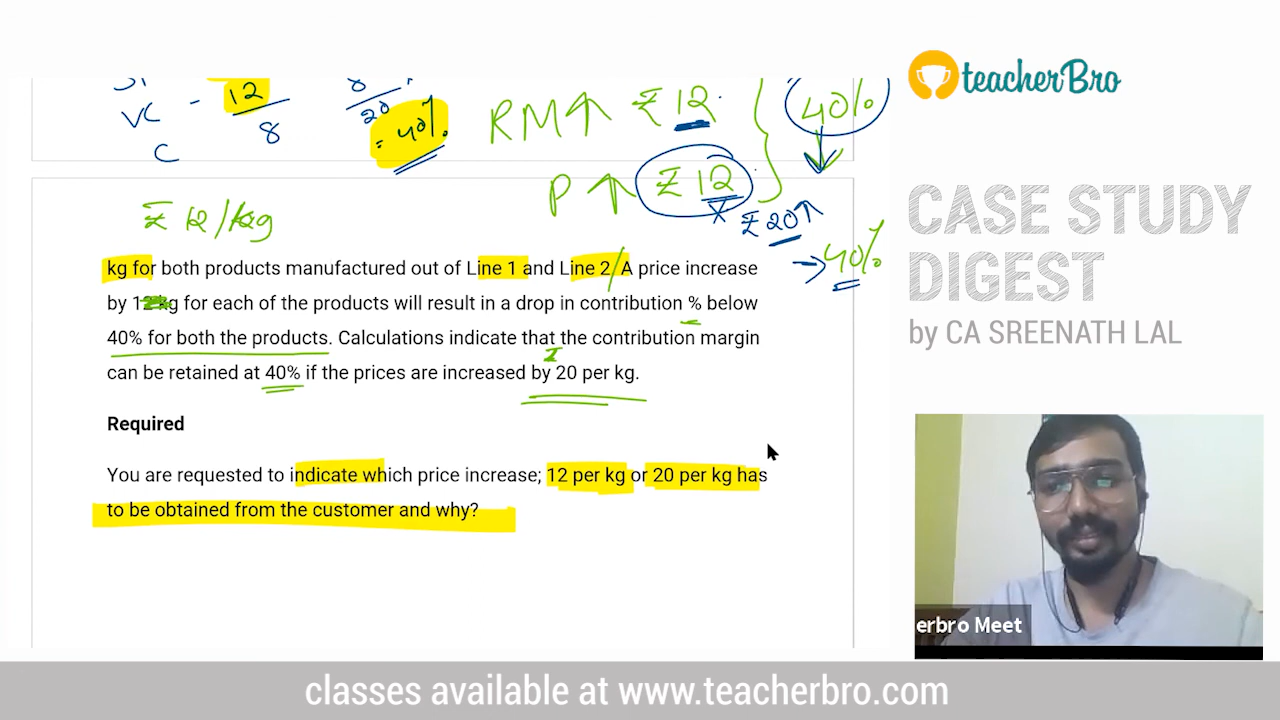 12
VC - 8
8
20
= 40%
C
RM↑ ₹ 12
40%
P ↑ ₹ 12
₹ 20↑
→ 40%
₹ 12/kg
kg for both products manufactured out of Line 1 and Line 2/A price increase
by 12 kg for each of the products will result in a drop in contribution % below
40% for both the products. Calculations indicate that the contribution margin
can be retained at 40% if the prices are increased by ₹ 20 per kg.
Required
You are requested to indicate which price increase; 12 per kg or 20 per kg has
to be obtained from the customer and why?
teacherBro
CASE STUDY
DIGEST
by CA SREENATH LAL
erbro Meet
classes available at www.teacherbro.com